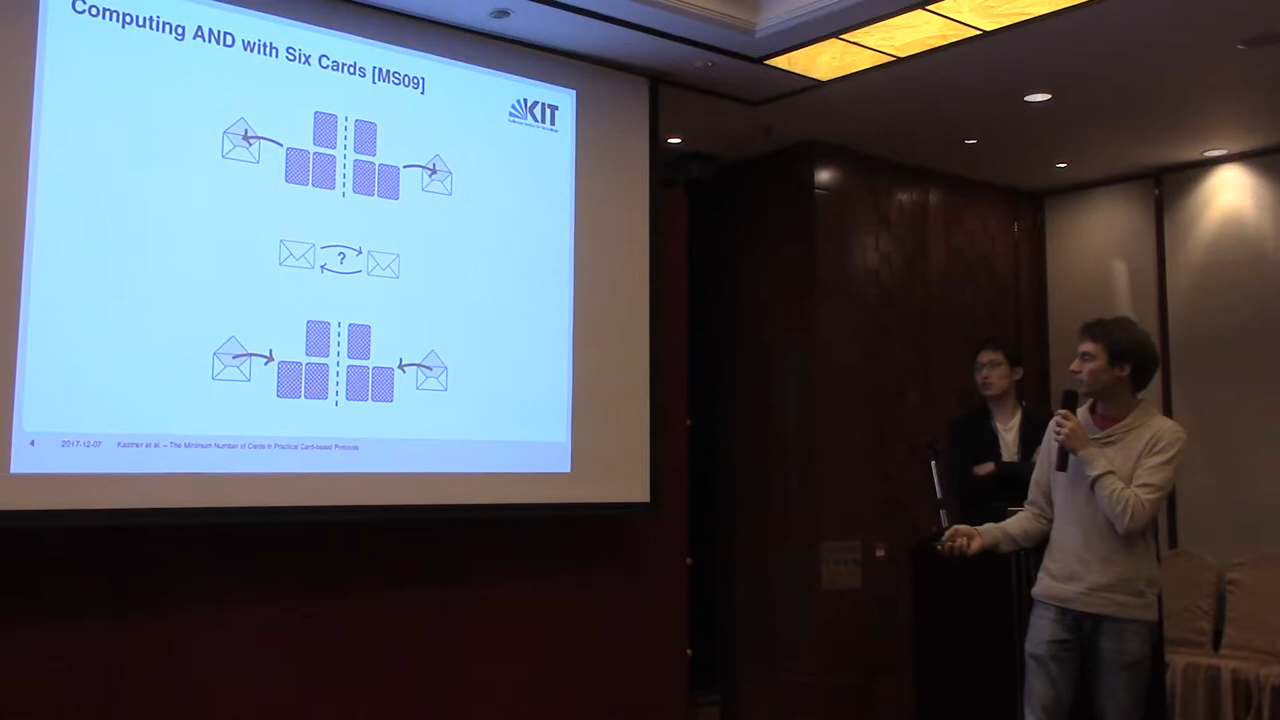 Computing AND with Six Cards [MS09]
KIT
?
4 2017-12-07 Kastner et al. – The Minimum Number of Cards in Practical Card-based Protocols